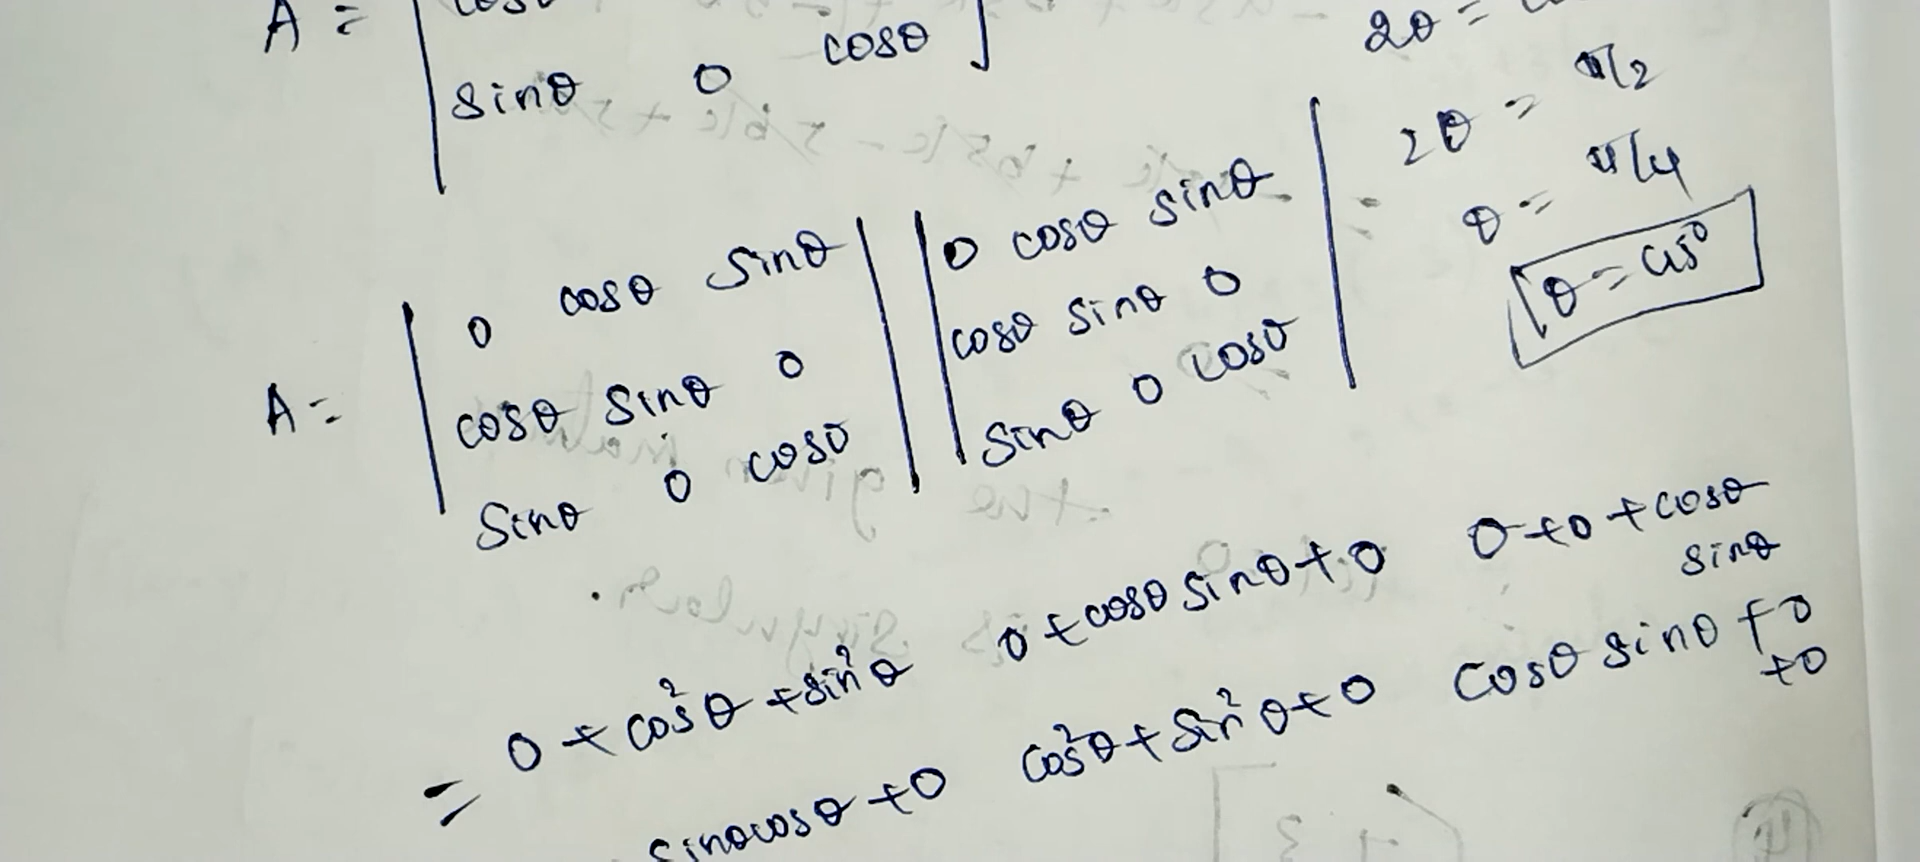 A =
sinθ 0 cosθ
2θ =
2θ = π/2
θ = π/4
θ = 45°
A =
0 cosθ sinθ 0 cosθ sinθ
cosθ sinθ 0 cosθ sinθ 0
sinθ 0 cosθ sinθ 0 cosθ
= 0 + cos²θ + sin²θ 0 + cosθ sinθ + 0 0 + 0 + cosθ sinθ
sinθcosθ + 0 cos²θ + sin²θ + 0 cosθ sinθ + 0 + 0